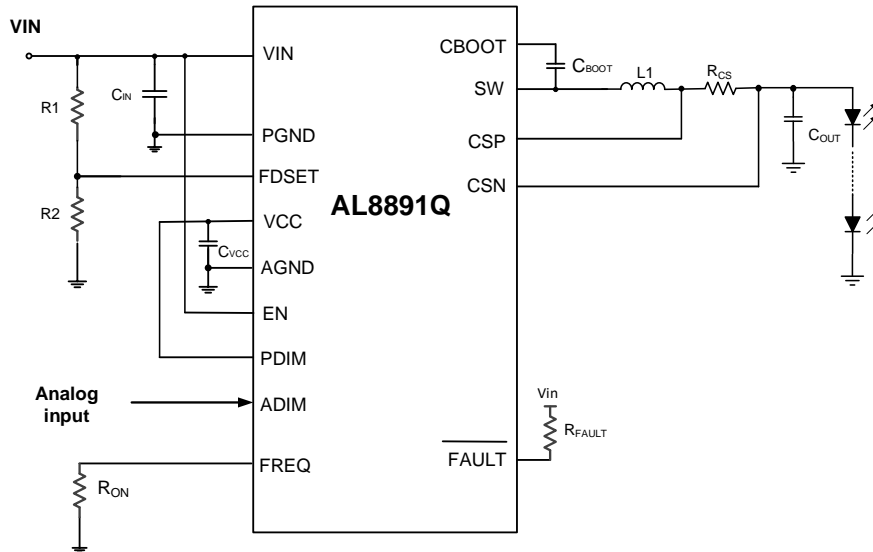 VIN
VIN
CBOOT
CBOOT
L1
RCS
SW
R1
CIN
PGND
CSP
COUT
FDSET
CSN
R2
VCC
AL8891Q
CVCC
AGND
EN
PDIM
Analog
input
ADIM
Vin
RFAULT
FREQ
FAULT
RON